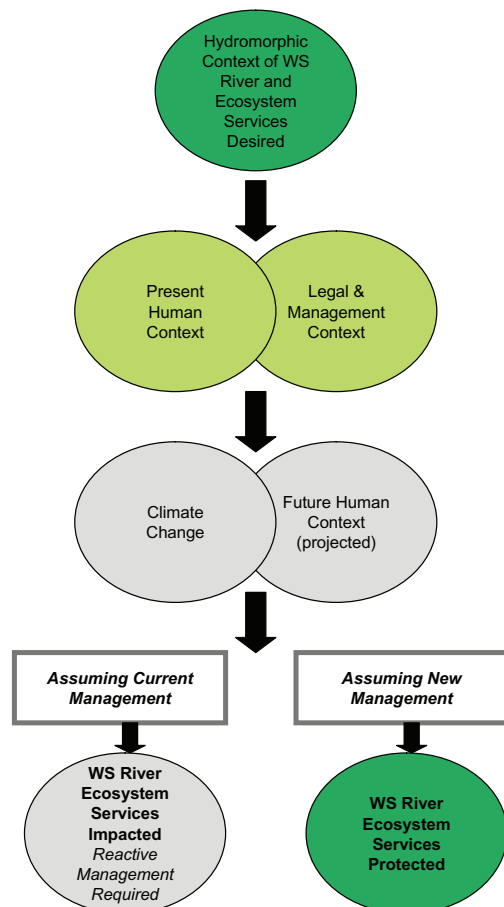 Hydromorphic
Context of WS
River and
Ecosystem
Services
Desired
Present
Human
Context
Legal &
Management
Context
Climate
Change
Future Human
Context
(projected)
Assuming Current
Management
Assuming New
Management
WS River
Ecosystem
Services
Impacted
Reactive
Management
Required
WS River
Ecosystem
Services
Protected